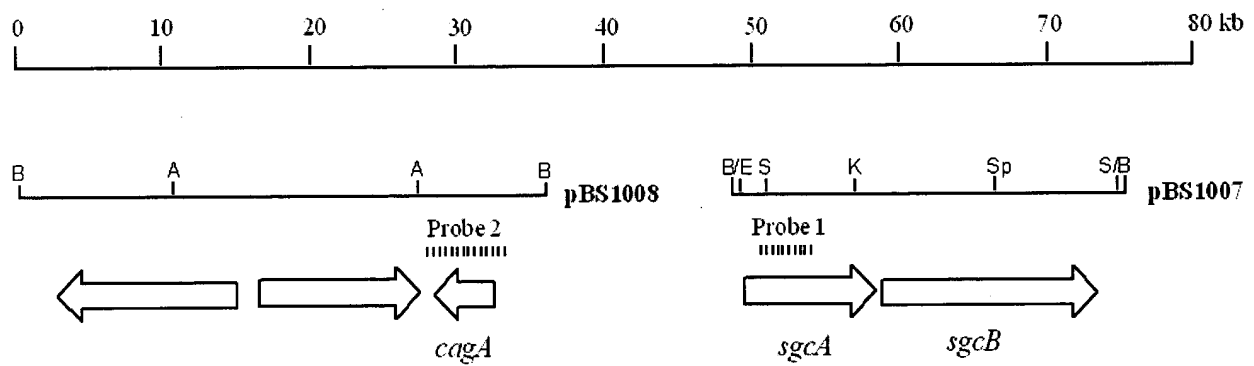 0 10 20 30 40 50 60 70 80 kb
B A A B pBS1008 B/E S K Sp S/B pBS1007
Probe 2 Probe 1
cagA sgcA sgcB